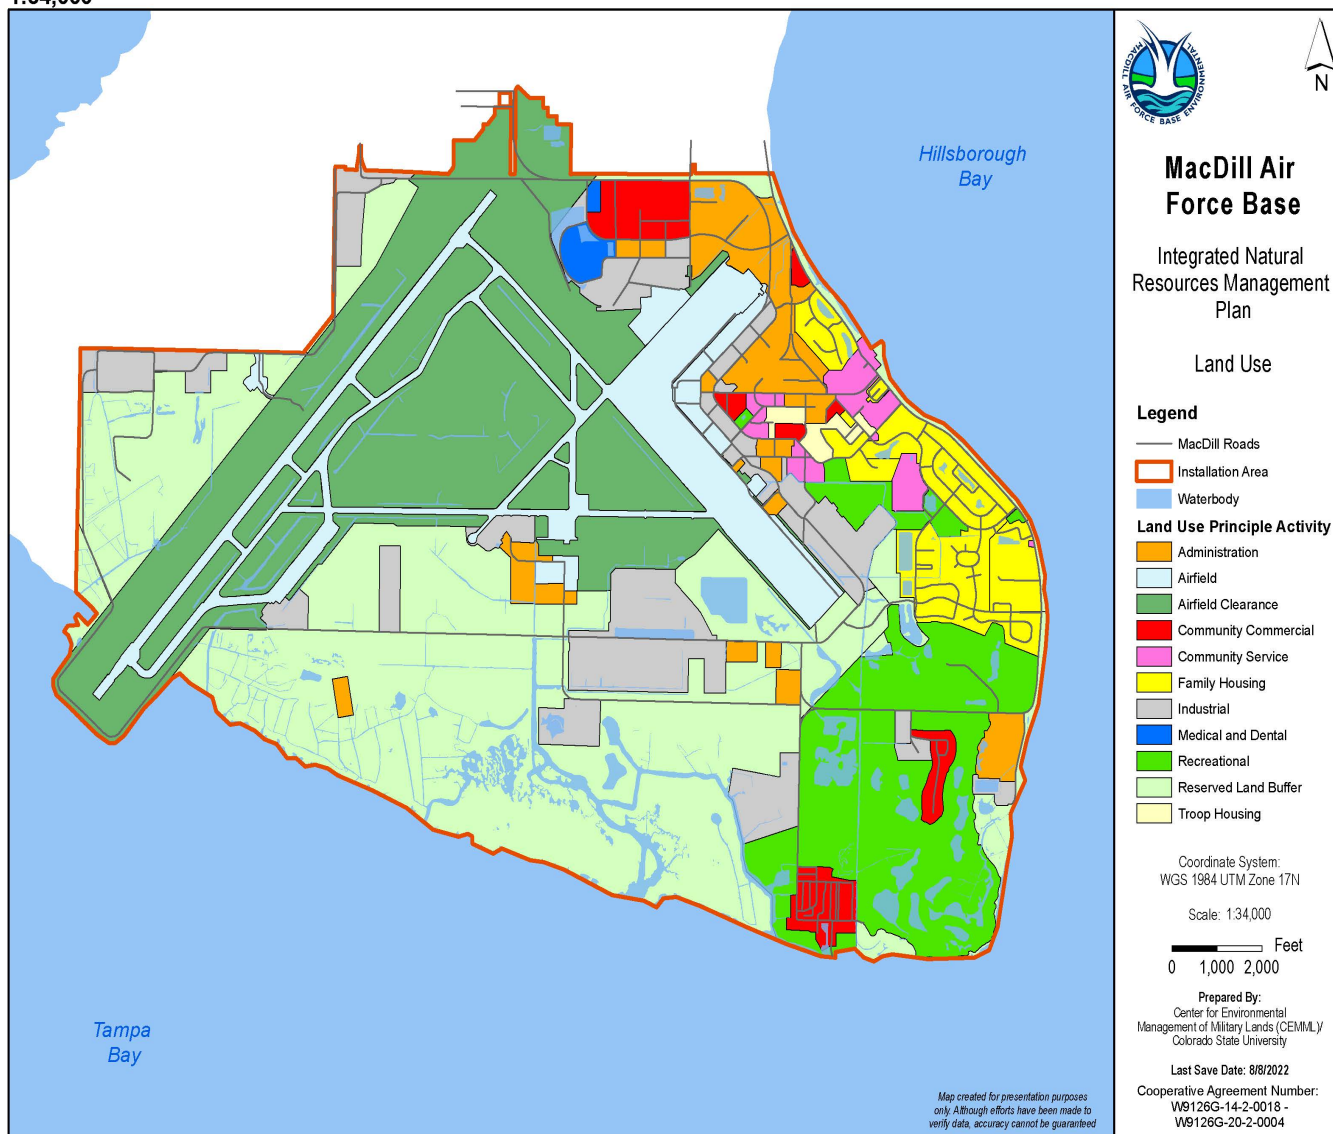 MACDILL AIR FORCE BASE ENVIRONMENTAL
N
MacDill Air
Force Base
Integrated Natural
Resources Management
Plan
Land Use
Legend
MacDill Roads
Installation Area
Waterbody
Land Use Principle Activity
Administration
Airfield
Airfield Clearance
Community Commercial
Community Service
Family Housing
Industrial
Medical and Dental
Recreational
Reserved Land Buffer
Troop Housing
Coordinate System:
WGS 1984 UTM Zone 17N
Scale: 1:34,000
Feet
0 1,000 2,000
Prepared By:
Center for Environmental
Management of Military Lands (CEMML)/
Colorado State University
Last Save Date: 8/8/2022
Cooperative Agreement Number:
W9126G-14-2-0018 -
W9126G-20-2-0004
Hillsborough
Bay
Tampa
Bay
Map created for presentation purposes
only. Although efforts have been made to
verify data, accuracy cannot be guaranteed